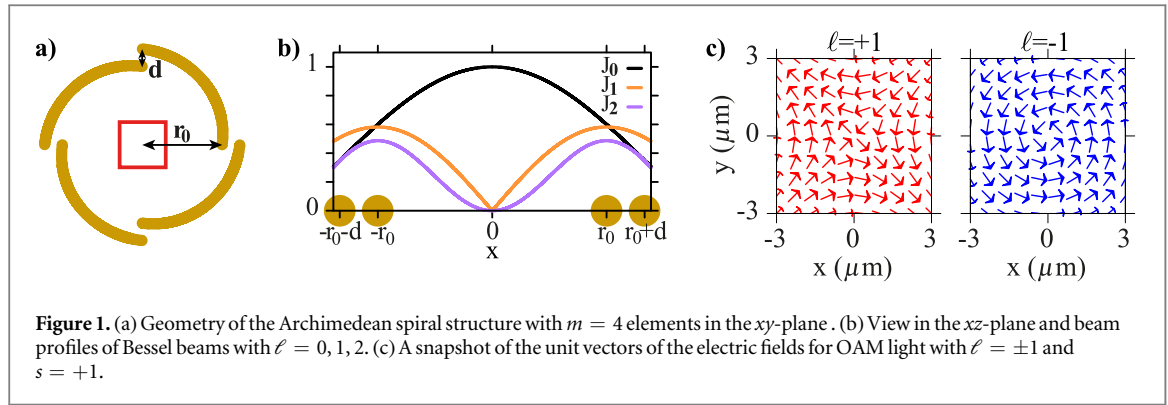 a)
d
r₀
b)
1
0
J₀
J₁
J₂
-r₀-d
-r₀
0
r₀
r₀+d
x
c)
ℓ=+1
ℓ=-1
3
0
-3
y (μm)
-3
0
3
-3
0
3
x (μm)
x (μm)
Figure 1. (a) Geometry of the Archimedean spiral structure with m = 4 elements in the xy-plane . (b) View in the xz-plane and beam
profiles of Bessel beams with ℓ = 0, 1, 2. (c) A snapshot of the unit vectors of the electric fields for OAM light with ℓ = ±1 and
s = +1.